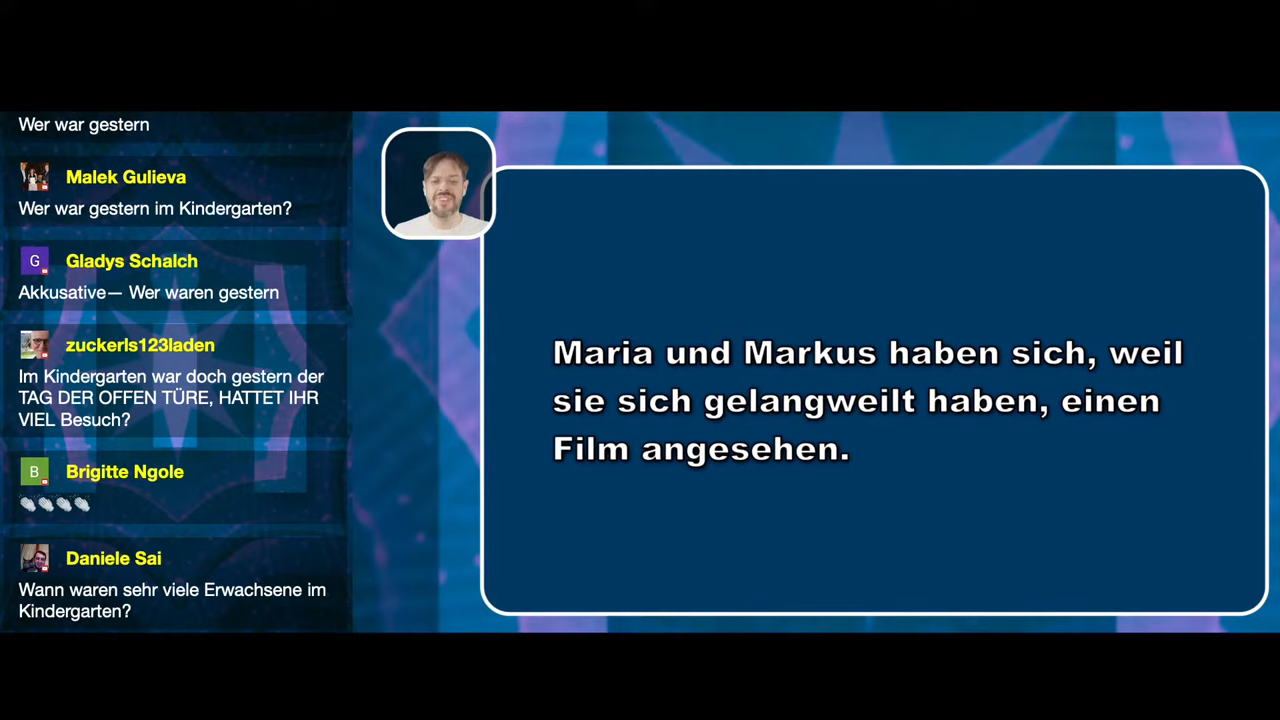 Wer war gestern
Malek Gulieva
Wer war gestern im Kindergarten?
G
Gladys Schalch
Akkusative— Wer waren gestern
zuckerls123laden
Im Kindergarten war doch gestern der
TAG DER OFFEN TÜRE, HATTET IHR
VIEL Besuch?
B
Brigitte Ngole
👏👏👏👏
Daniele Sai
Wann waren sehr viele Erwachsene im
Kindergarten?
Maria und Markus haben sich, weil
sie sich gelangweilt haben, einen
Film angesehen.